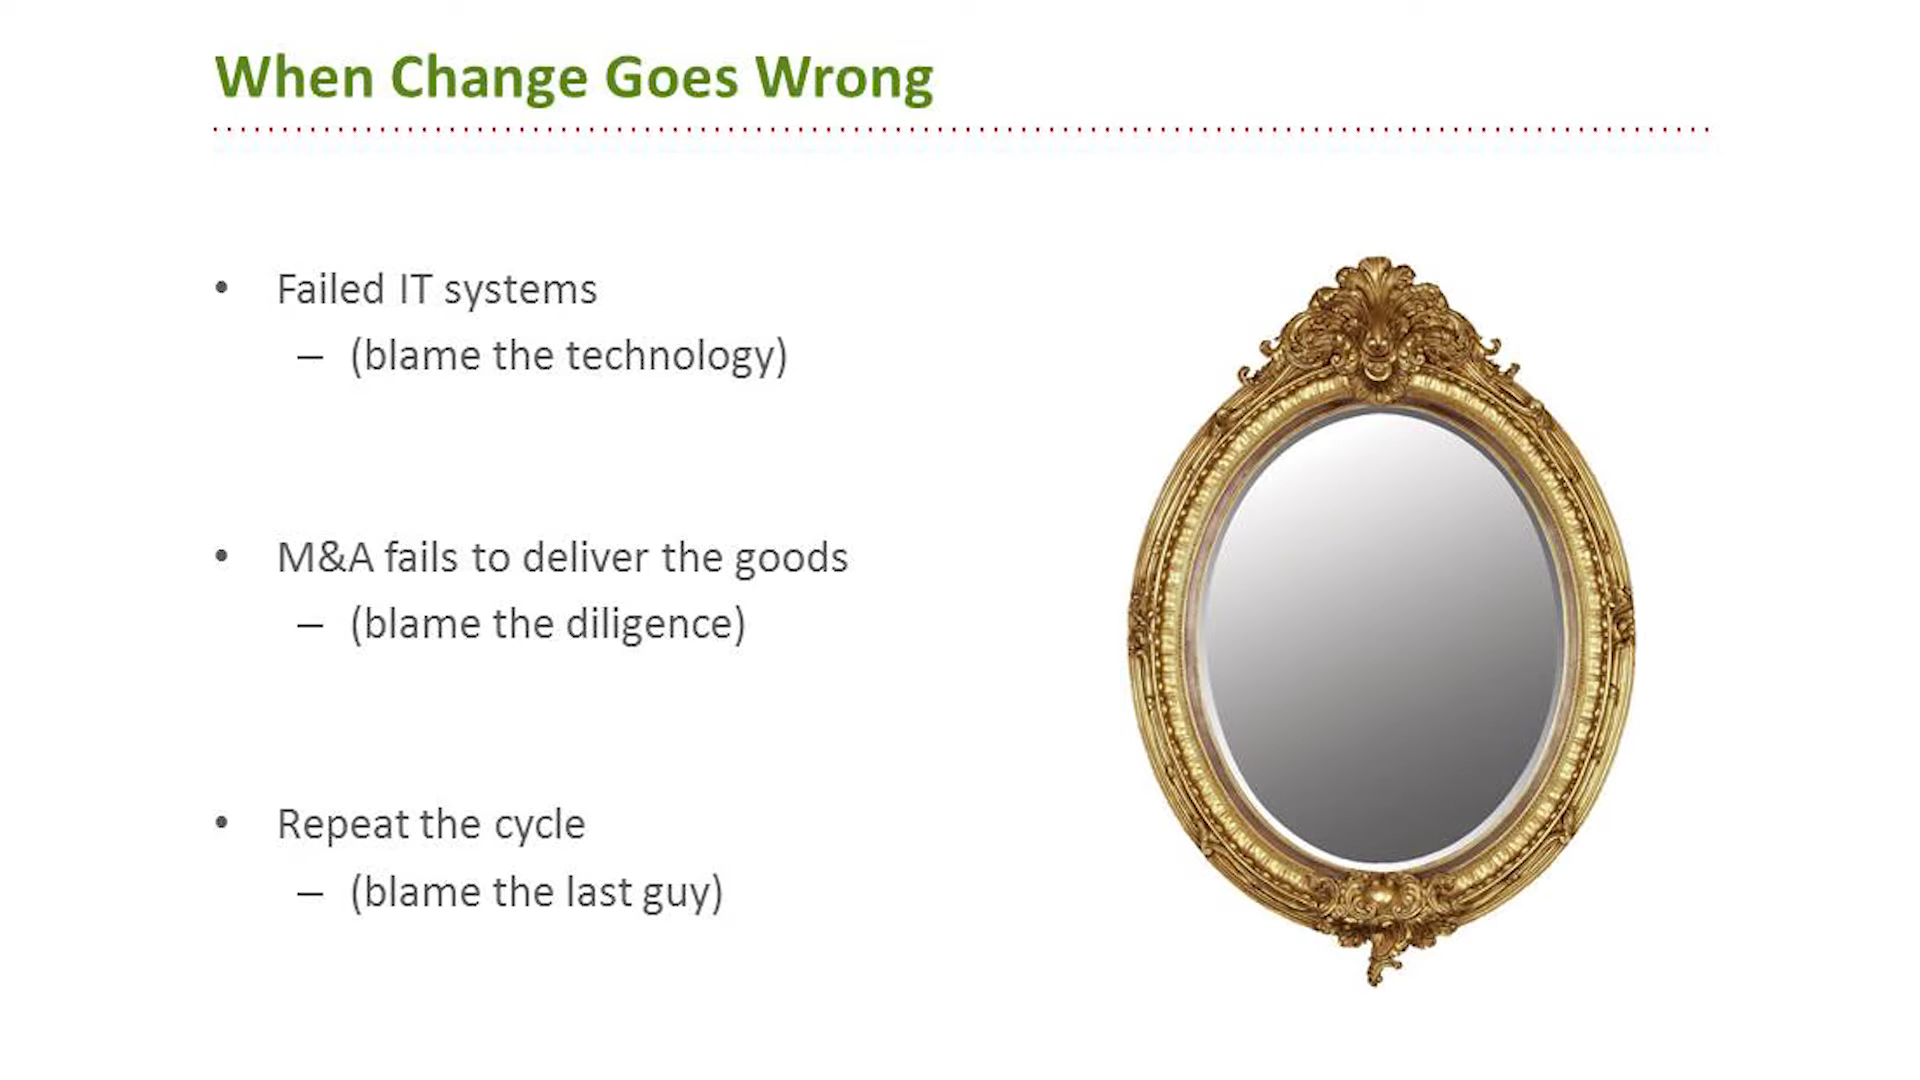 When Change Goes Wrong
• Failed IT systems
– (blame the technology)
• M&A fails to deliver the goods
– (blame the diligence)
• Repeat the cycle
– (blame the last guy)